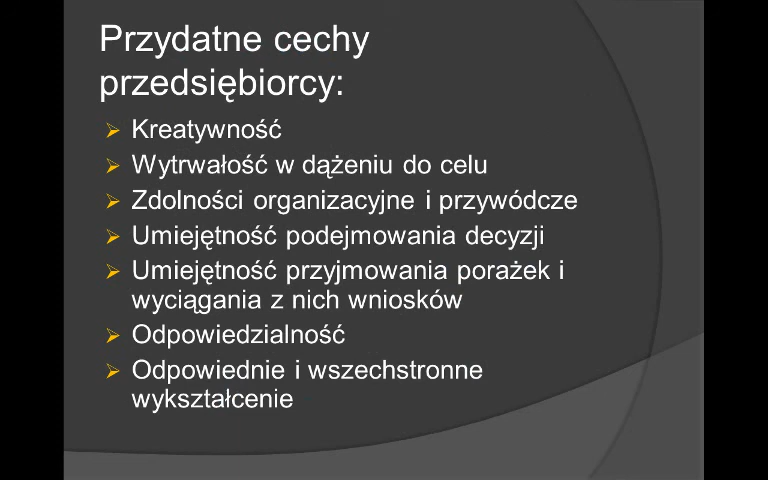 Przydatne cechy
przedsiębiorcy:
Kreatywność
Wytrwałość w dążeniu do celu
Zdolności organizacyjne i przywódcze
Umiejętność podejmowania decyzji
Umiejętność przyjmowania porażek i
wyciągania z nich wniosków
Odpowiedzialność
Odpowiednie i wszechstronne
wykształcenie